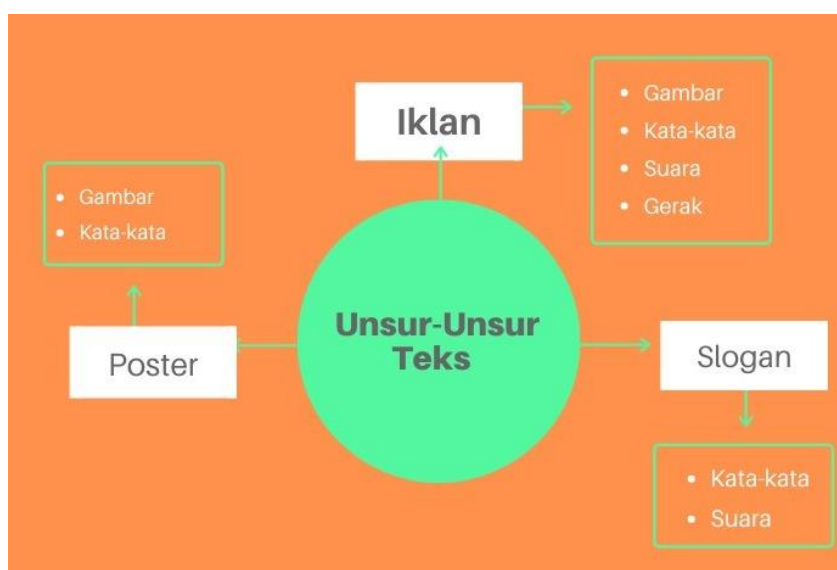 Iklan
Gambar
Kata-kata
Suara
Gerak
Gambar
Kata-kata
Unsur-Unsur
Teks
Poster
Slogan
Kata-kata
Suara